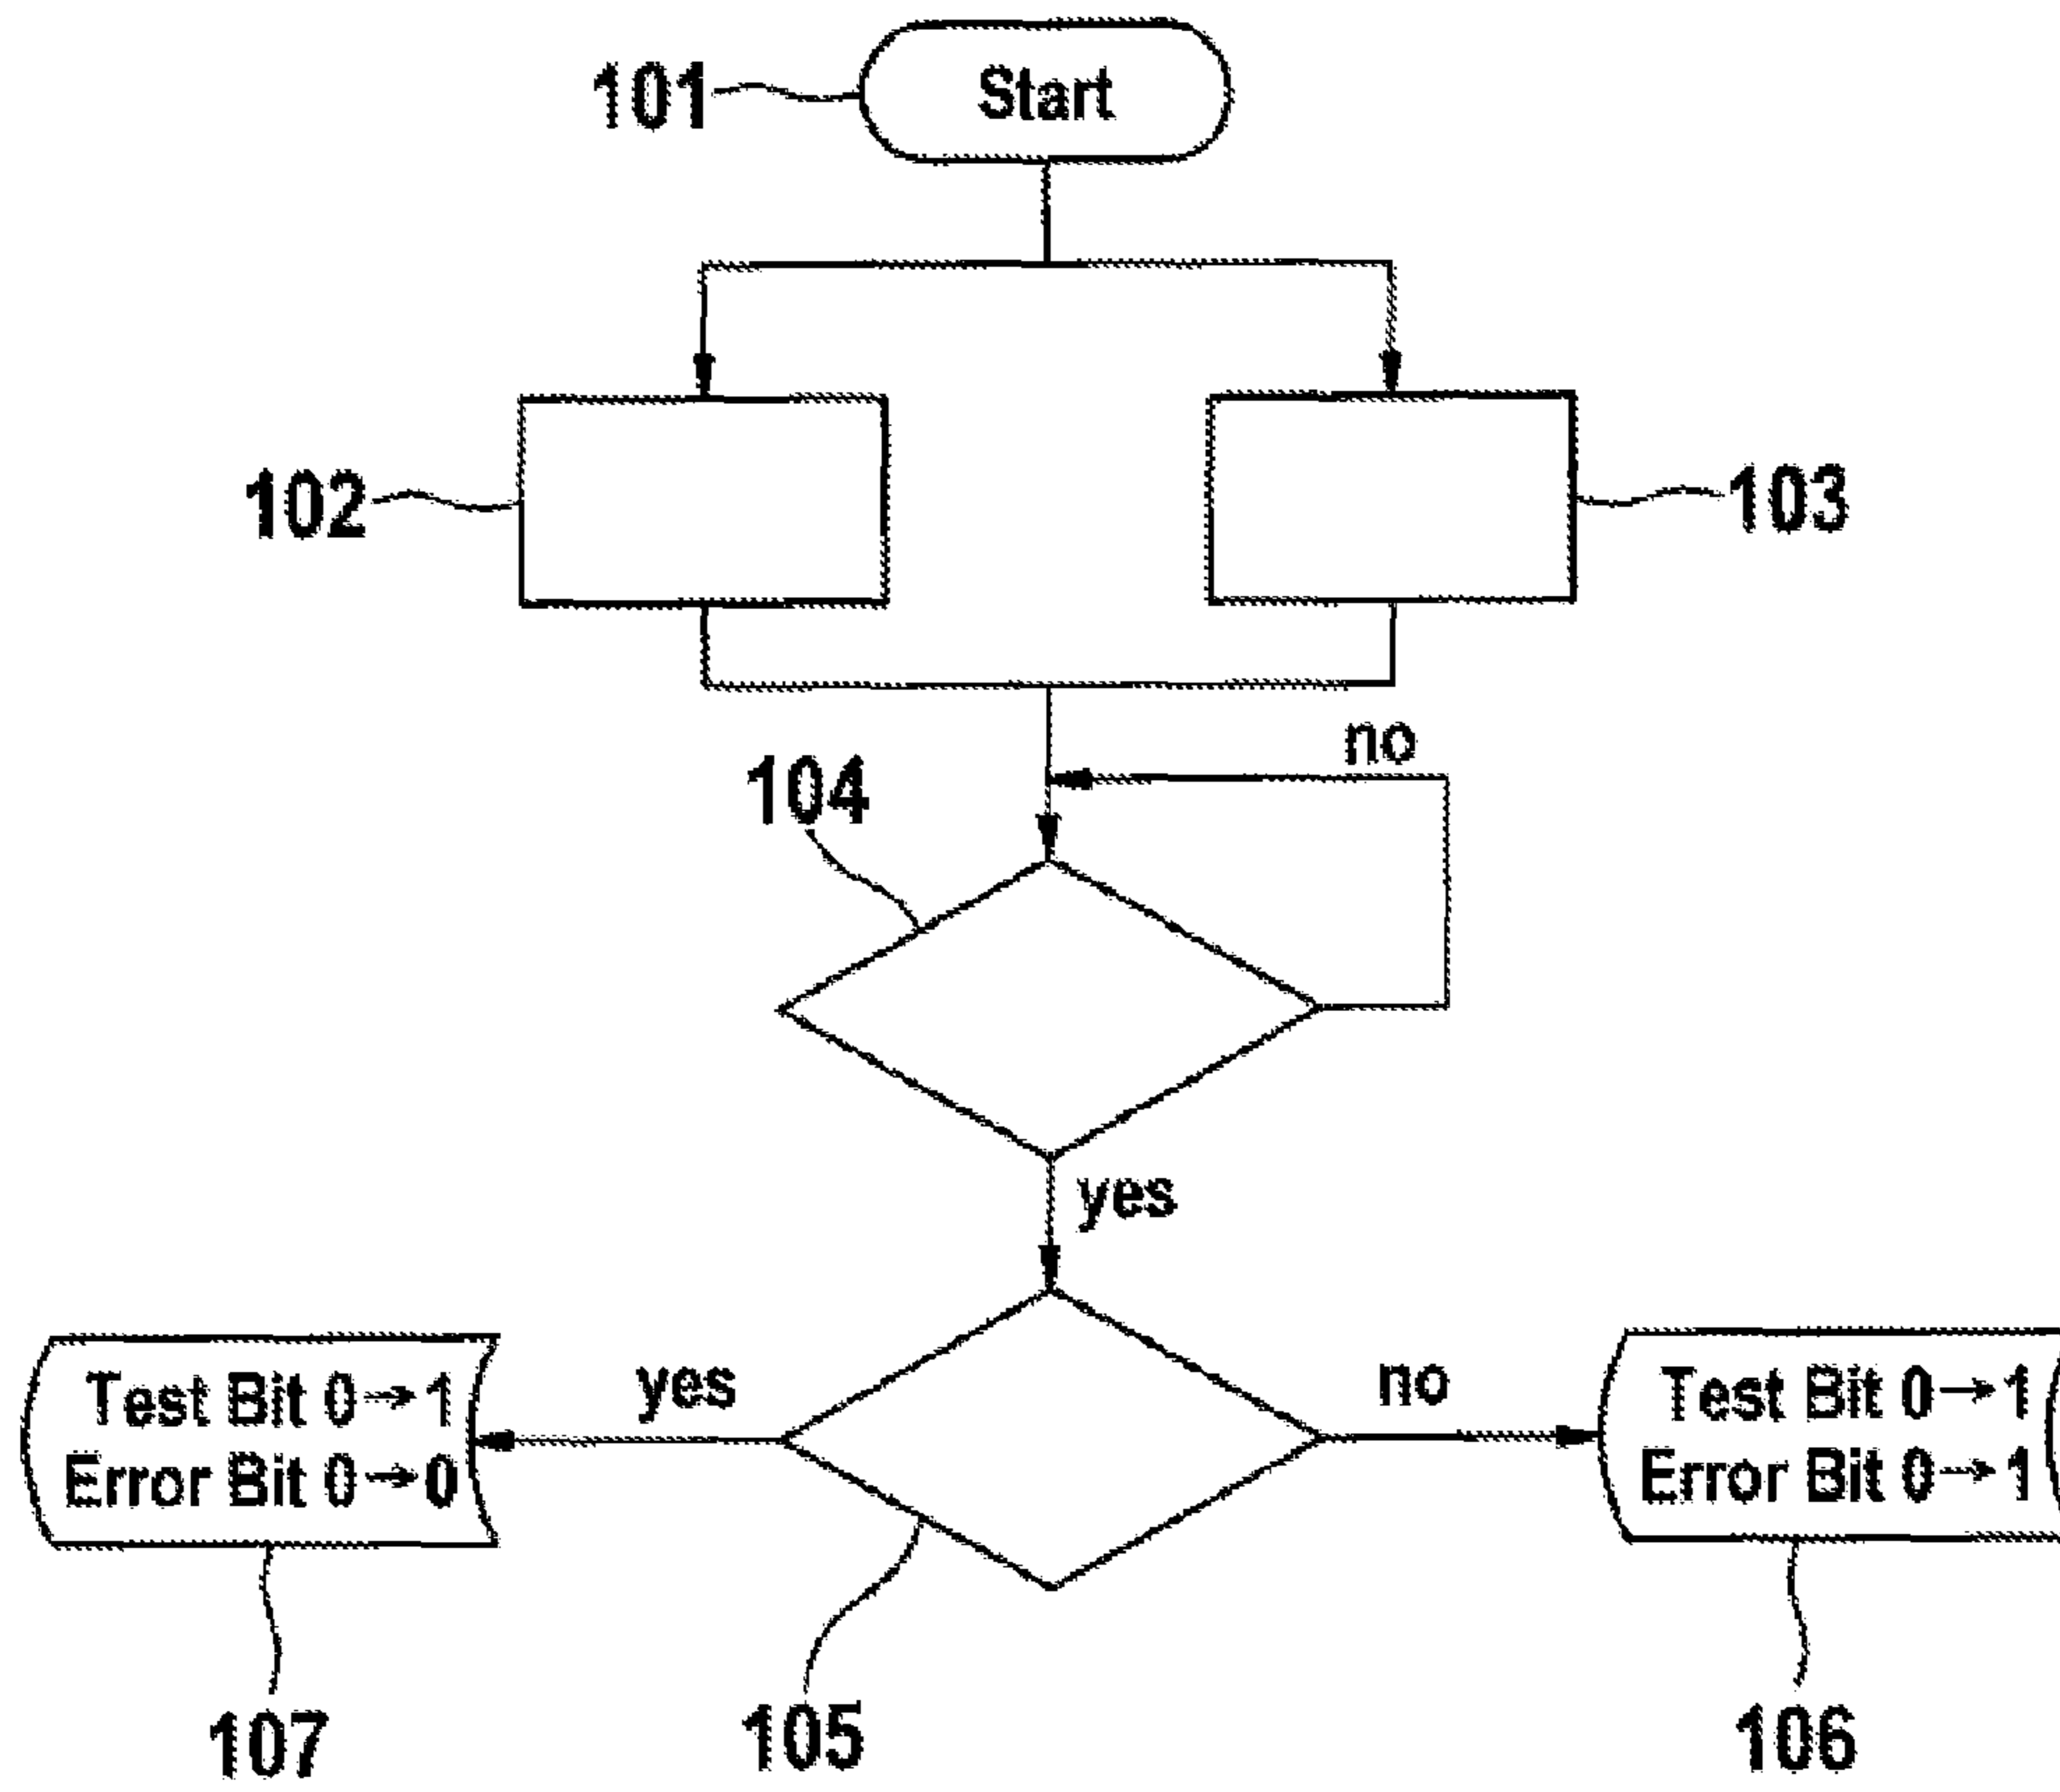 101
Start
102
103
no
104
yes
yes
no
Test Bit 0→1
Error Bit 0→0
Test Bit 0→1
Error Bit 0→1
107
105
106